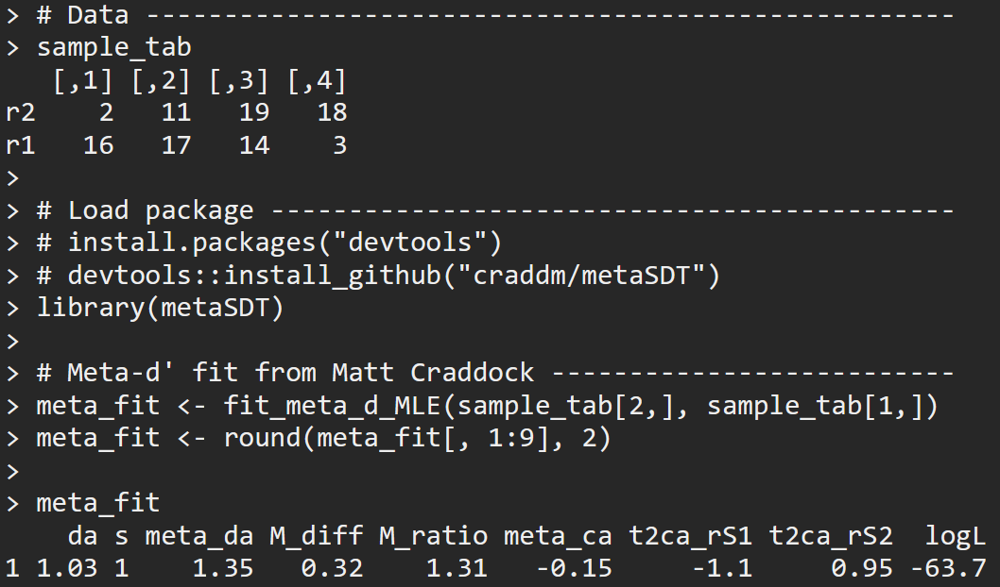 > # Data ----------------------------------------------------
> sample_tab
   [,1] [,2] [,3] [,4]
r2    2   11   19   18
r1   16   17   14    3
>
> # Load package --------------------------------------------
> # install.packages("devtools")
> # devtools::install_github("craddm/metaSDT")
> library(metaSDT)
>
> # Meta-d' fit from Matt Craddock --------------------------
> meta_fit <- fit_meta_d_MLE(sample_tab[2,], sample_tab[1,])
> meta_fit <- round(meta_fit[, 1:9], 2)
>
> meta_fit
    da s meta_da M_diff M_ratio meta_ca t2ca_rS1 t2ca_rS2  logL
1 1.03 1    1.35   0.32    1.31   -0.15     -1.1     0.95 -63.7